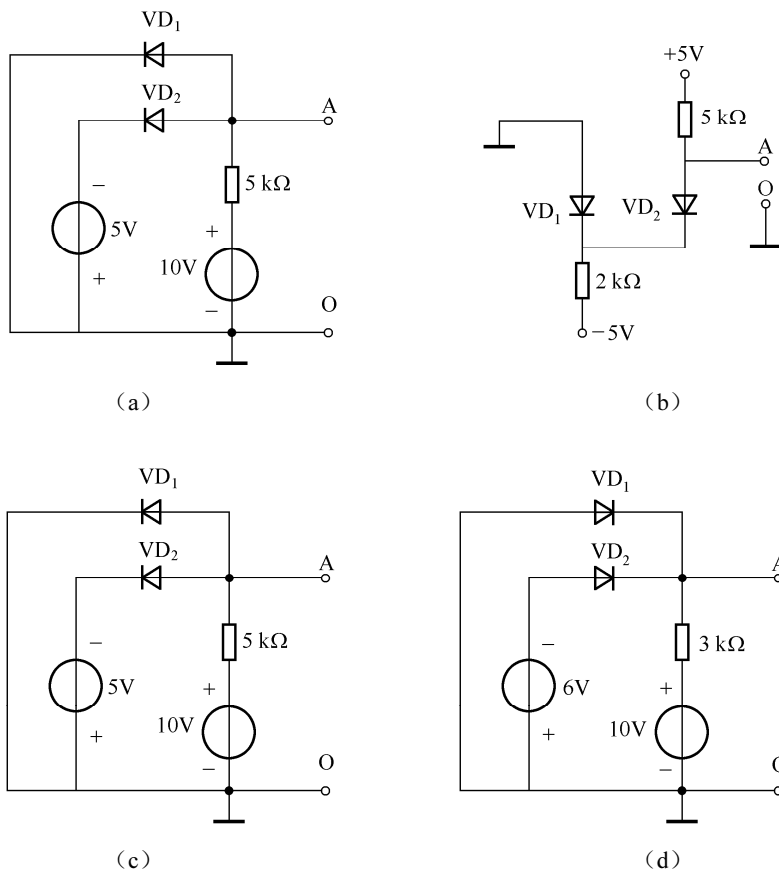 VD₁
VD₂
A
5 kΩ
−
5V
+
+
10V
−
O
（a）
+5V
5 kΩ
A
O
VD₁
VD₂
2 kΩ
−5V
（b）
VD₁
VD₂
A
5 kΩ
−
5V
+
+
10V
−
O
（c）
VD₁
VD₂
A
3 kΩ
−
6V
+
+
10V
−
O
（d）